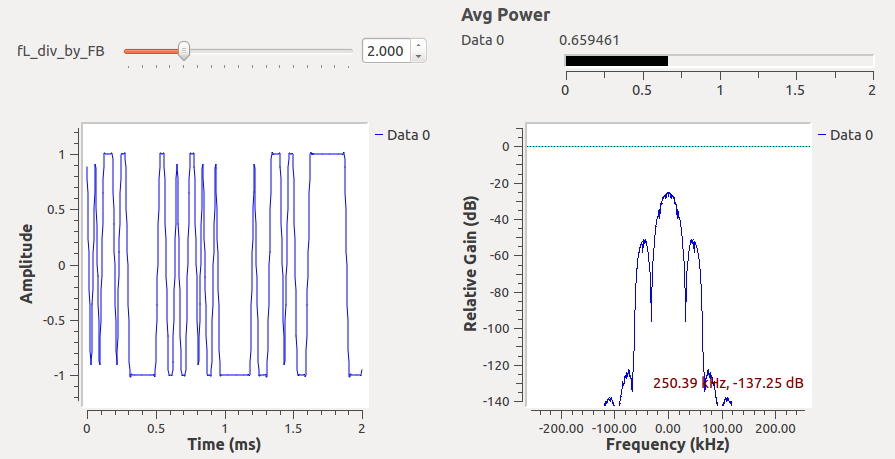 fL_div_by_FB
2.000
Avg Power
Data 0
0.659461
0 0.5 1 1.5 2
Data 0
1
0.5
0
-0.5
-1
Amplitude
0 0.5 1 1.5 2
Time (ms)
Data 0
0
-20
-40
-60
-80
-100
-120
-140
Relative Gain (dB)
250.39 kHz, -137.25 dB
-200.00 -100.00 0.00 100.00 200.00
Frequency (kHz)